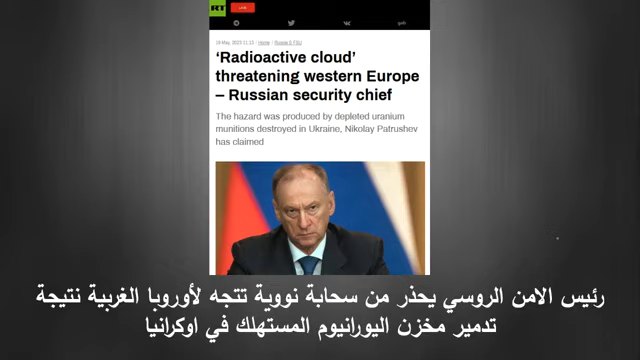 RT
LIVE
19 May, 2023 11:13 / Home / Russia & FSU
‘Radioactive cloud’
threatening western Europe
– Russian security chief
The hazard was produced by depleted uranium
munitions destroyed in Ukraine, Nikolay Patrushev
has claimed
رئيس الامن الروسي يحذر من سحابة نووية تتجه لأوروبا الغربية نتيجة
تدمير مخزن اليورانيوم المستهلك في اوكرانيا